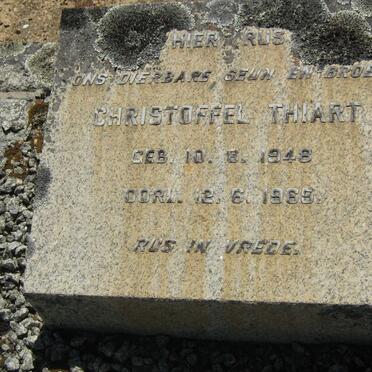 HIER RUS
ONS DIERBARE SEUN EN BROE
CHRISTOFFEL THIART
GEB. 10. 1948
OORL. 12. 6. 1969.
RUS IN VREDE.